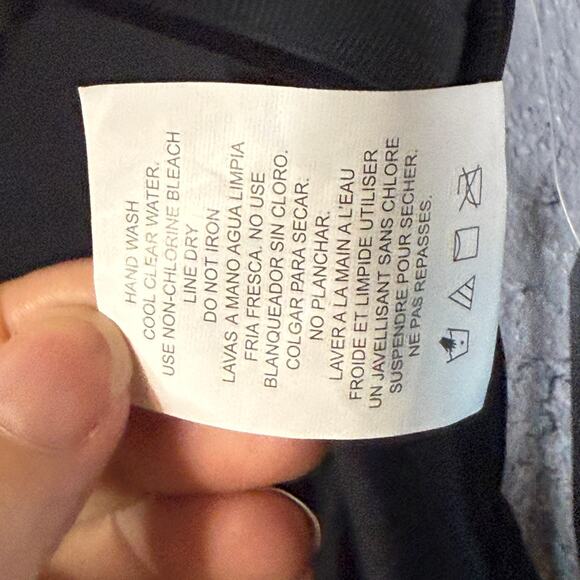 HAND WASH
COOL CLEAR WATER.
USE NON-CHLORINE BLEACH
LINE DRY
DO NOT IRON
LAVAS A MANO AGUA LIMPIA
FRIA FRESCA. NO USE
BLANQUEADOR SIN CLORO.
COLGAR PARA SECAR.
NO PLANCHAR.
LAVER A LA MAIN A L'EAU
FROIDE ET LIMPIDE UTILISER
UN JAVELLISANT SANS CHLORE
SUSPENDRE POUR SECHER.
NE PAS REPASSES.